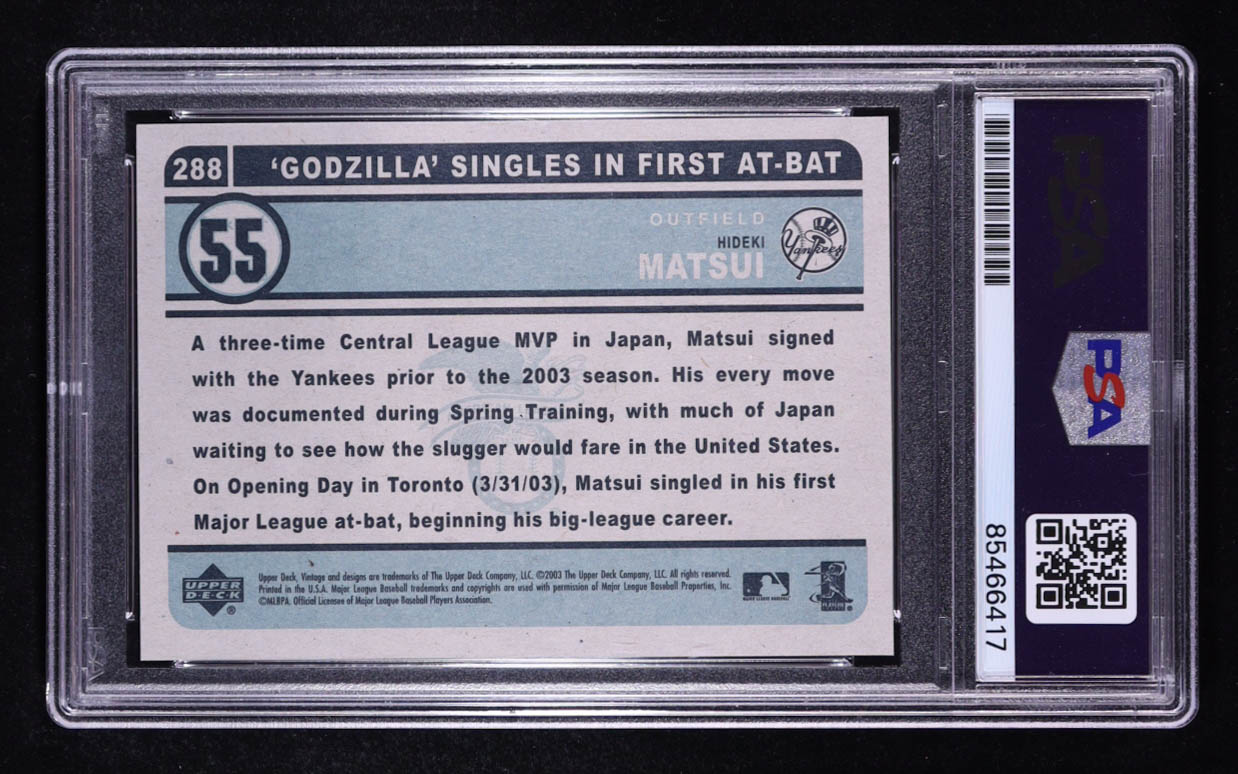 288 'GODZILLA' SINGLES IN FIRST AT-BAT
55
OUTFIELD
HIDEKI
MATSUI
Yankees
A three-time Central League MVP in Japan, Matsui signed
with the Yankees prior to the 2003 season. His every move
was documented during Spring Training, with much of Japan
waiting to see how the slugger would fare in the United States.
On Opening Day in Toronto (3/31/03), Matsui singled in his first
Major League at-bat, beginning his big-league career.
UPPER
DECK
®
Upper Deck, Vintage and designs are trademarks of The Upper Deck Company, LLC. ©2003 The Upper Deck Company, LLC. All rights reserved.
Printed in the U.S.A. Major League Baseball trademarks and copyrights are used with permission of Major League Baseball Properties, Inc.
©MLBPA. Official Licensee of Major League Baseball Players Association.
MAJOR LEAGUE BASEBALL
PSA
PSA
85466417